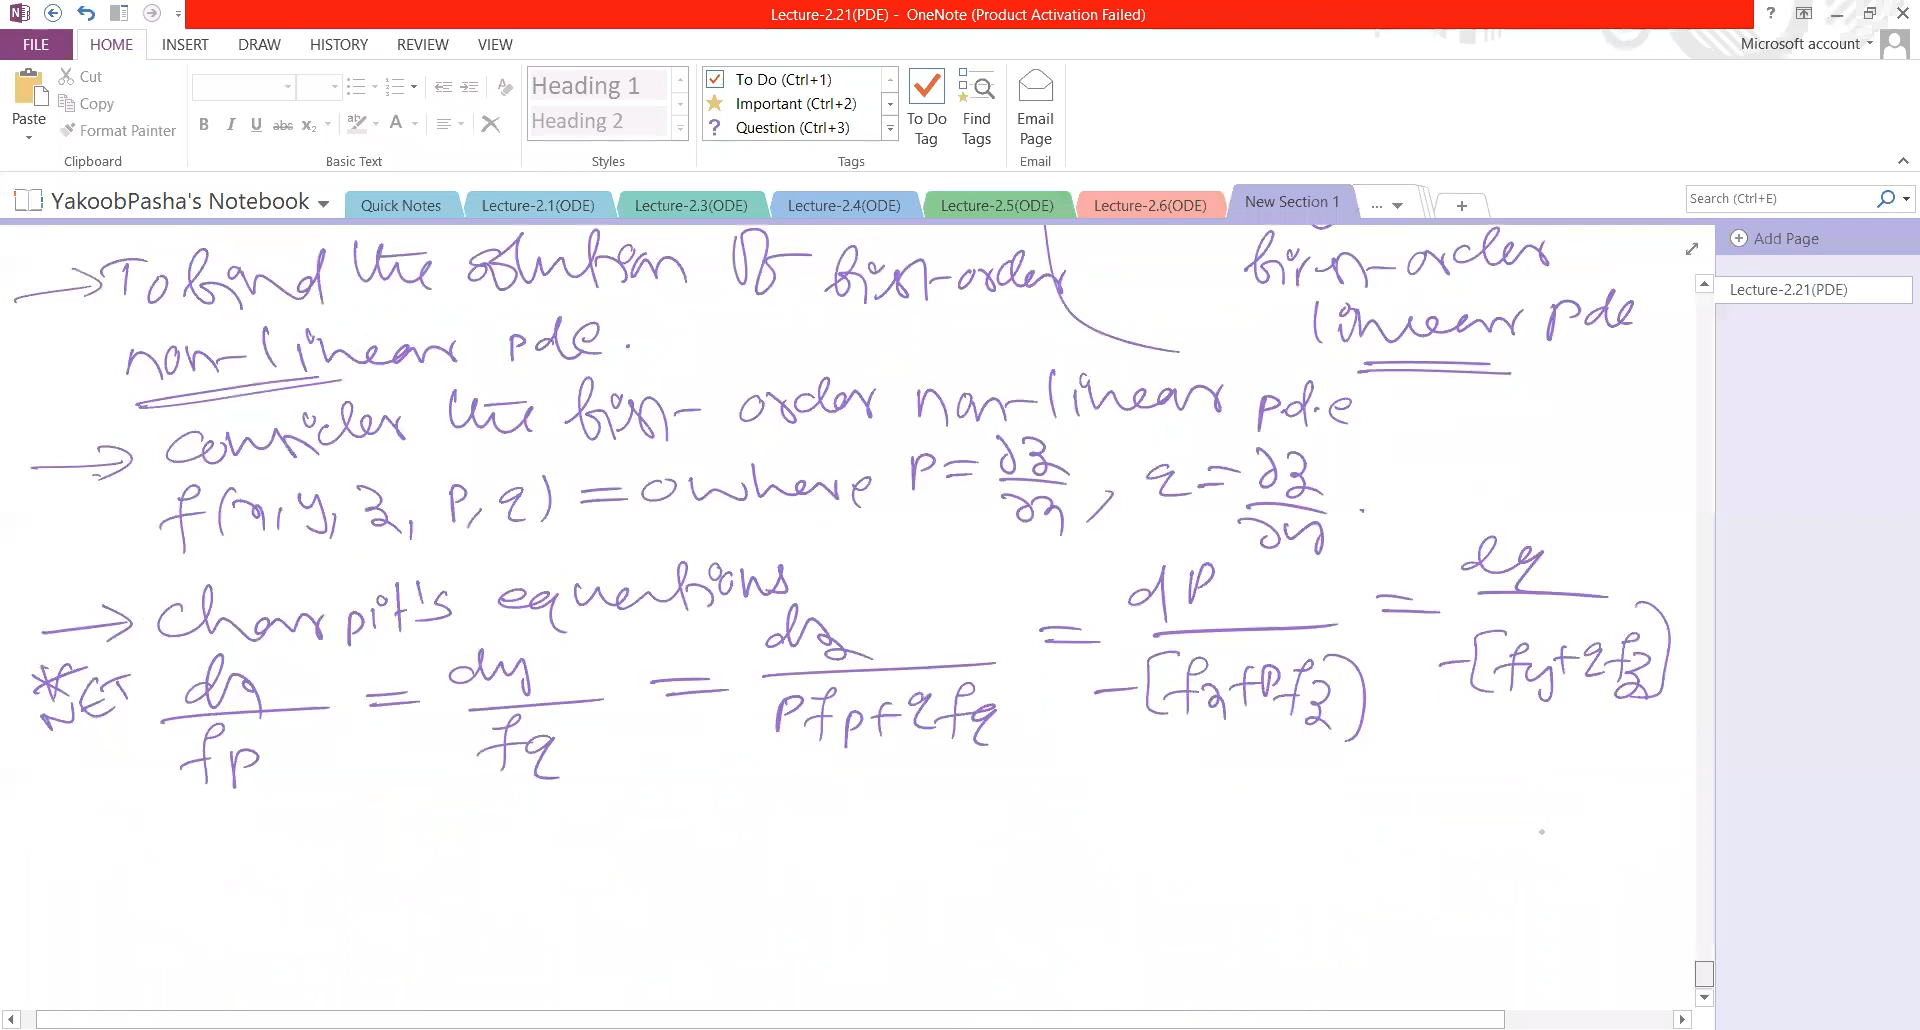 Lecture-2.21(PDE) - OneNote (Product Activation Failed)
FILE HOME INSERT DRAW HISTORY REVIEW VIEW
Microsoft account
Paste
Cut
Copy
Format Painter
Clipboard
B I U abc x₂ A
Basic Text
Heading 1
Heading 2
Styles
To Do (Ctrl+1)
Important (Ctrl+2)
Question (Ctrl+3)
Tags
To Do Tag
Find Tags
Email Page
Email
YakoobPasha's Notebook
Quick Notes Lecture-2.1(ODE) Lecture-2.3(ODE) Lecture-2.4(ODE) Lecture-2.5(ODE) Lecture-2.6(ODE) New Section 1 ...
Search (Ctrl+E)
Add Page
Lecture-2.21(PDE)
→ To find the solution of first-order
non-linear pde.
first-order
linear pde
→ consider the first-order non-linear p.d.e
f(x, y, z, p, q) = 0 where p = ∂z/∂x, q = ∂z/∂y.
→ charpit's equations
* NET dx/fp = dy/fq = dz/(pfp+qfq) = dp/-[fx+pfz] = dq/-[fy+qfz]